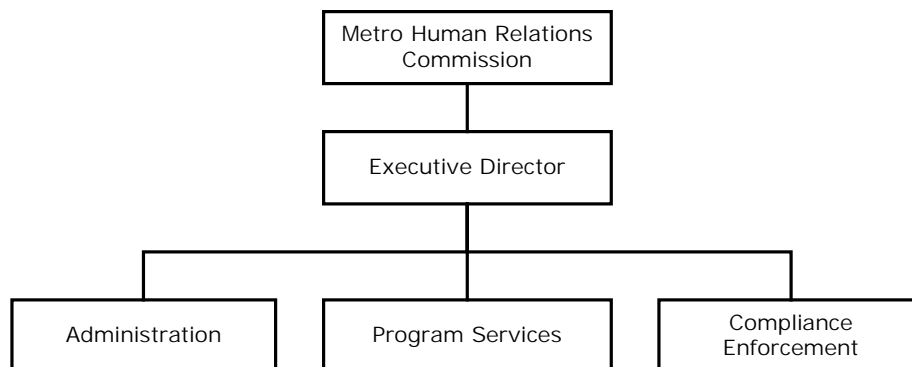 Metro Human Relations
Commission
Executive Director
Administration
Program Services
Compliance
Enforcement